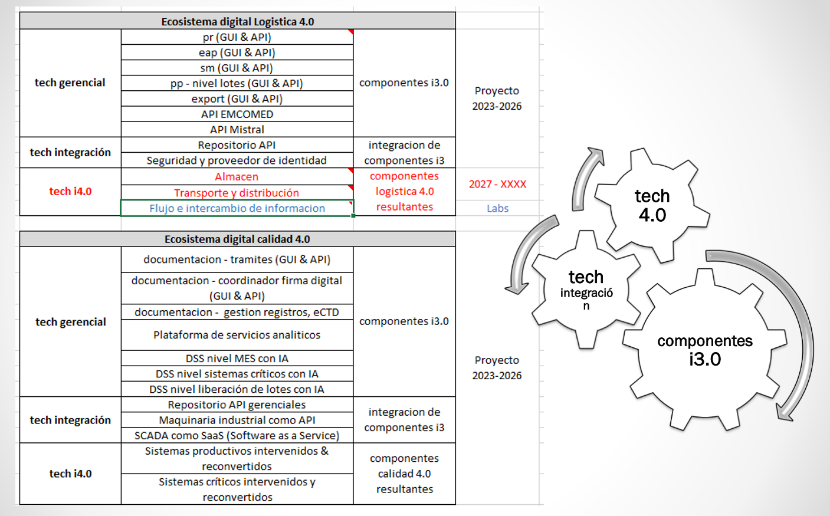 Ecosistema digital Logistica 4.0
tech gerencial
pr (GUI & API)
eap (GUI & API)
sm (GUI & API)
pp - nivel lotes (GUI & API)
export (GUI & API)
API EMCOMED
API Mistral
componentes i3.0
Proyecto
2023-2026
tech integración
Repositorio API
Seguridad y proveedor de identidad
integracion de
componentes i3
tech i4.0
Almacen
Transporte y distribución
Flujo e intercambio de informacion
componentes
logistica 4.0
resultantes
2027 - XXXX
Labs
Ecosistema digital calidad 4.0
tech gerencial
documentacion - tramites (GUI & API)
documentacion - coordinador firma digital
(GUI & API)
documentacion -  gestion registros, eCTD
Plataforma de servicios analiticos
DSS nivel MES con IA
DSS nivel sistemas críticos con IA
DSS nivel liberación de lotes con IA
componentes i3.0
Proyecto
2023-2026
tech integración
Repositorio API gerenciales
Maquinaria industrial como API
SCADA como SaaS (Software as a Service)
integracion de
componentes i3
tech i4.0
Sistemas productivos intervenidos &
reconvertidos
Sistemas críticos intervenidos y
reconvertidos
componentes
calidad 4.0
resultantes
tech
4.0
tech
integració
n
componentes
i3.0